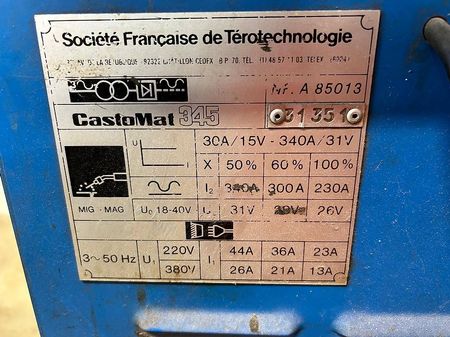 Société Française de Térotechnologie
NF. A 85013
CastoMat 345
31351
30A/15V - 340A/31V
U
X 50% 60% 100%
I₂ 340A 300A 230A
MIG - MAG U₀ 18-40V U₂ 31V 29V 26V
3~50 Hz U₁ 220V I₁ 44A 36A 23A
380V 26A 21A 13A